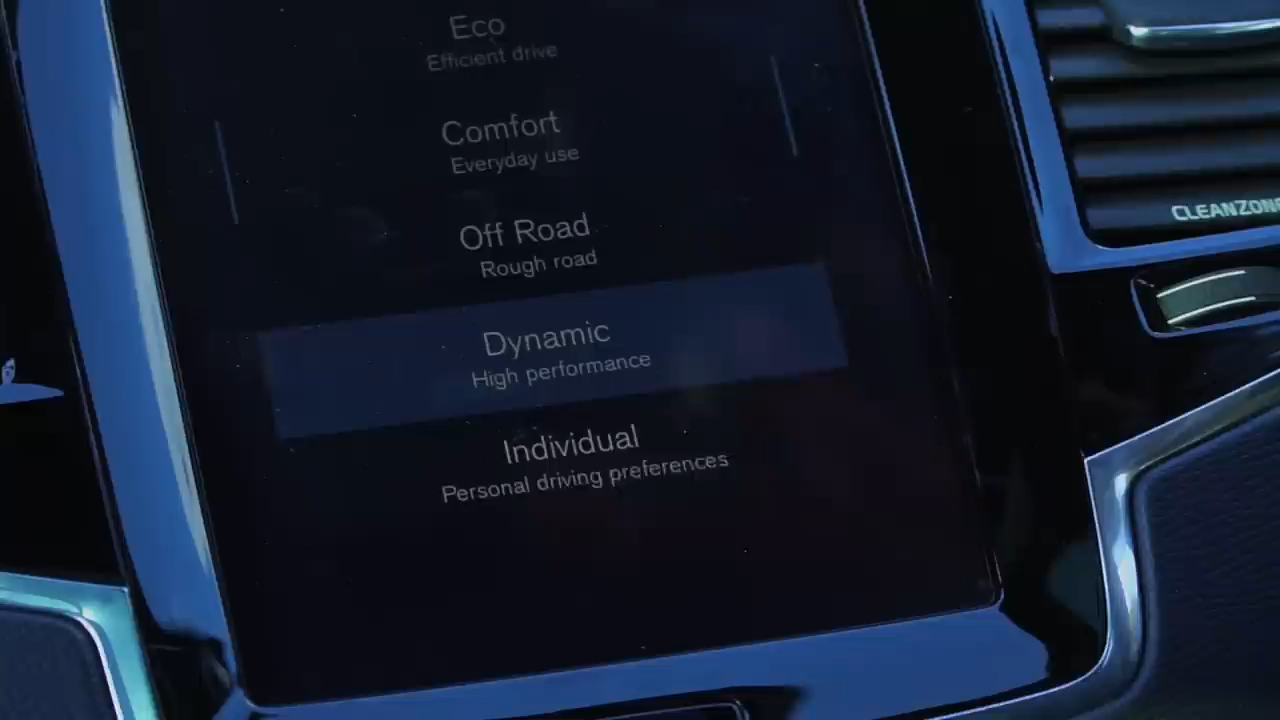 Eco
Efficient drive
Comfort
Everyday use
Off Road
Rough road
Dynamic
High performance
Individual
Personal driving preferences
CLEANZONE